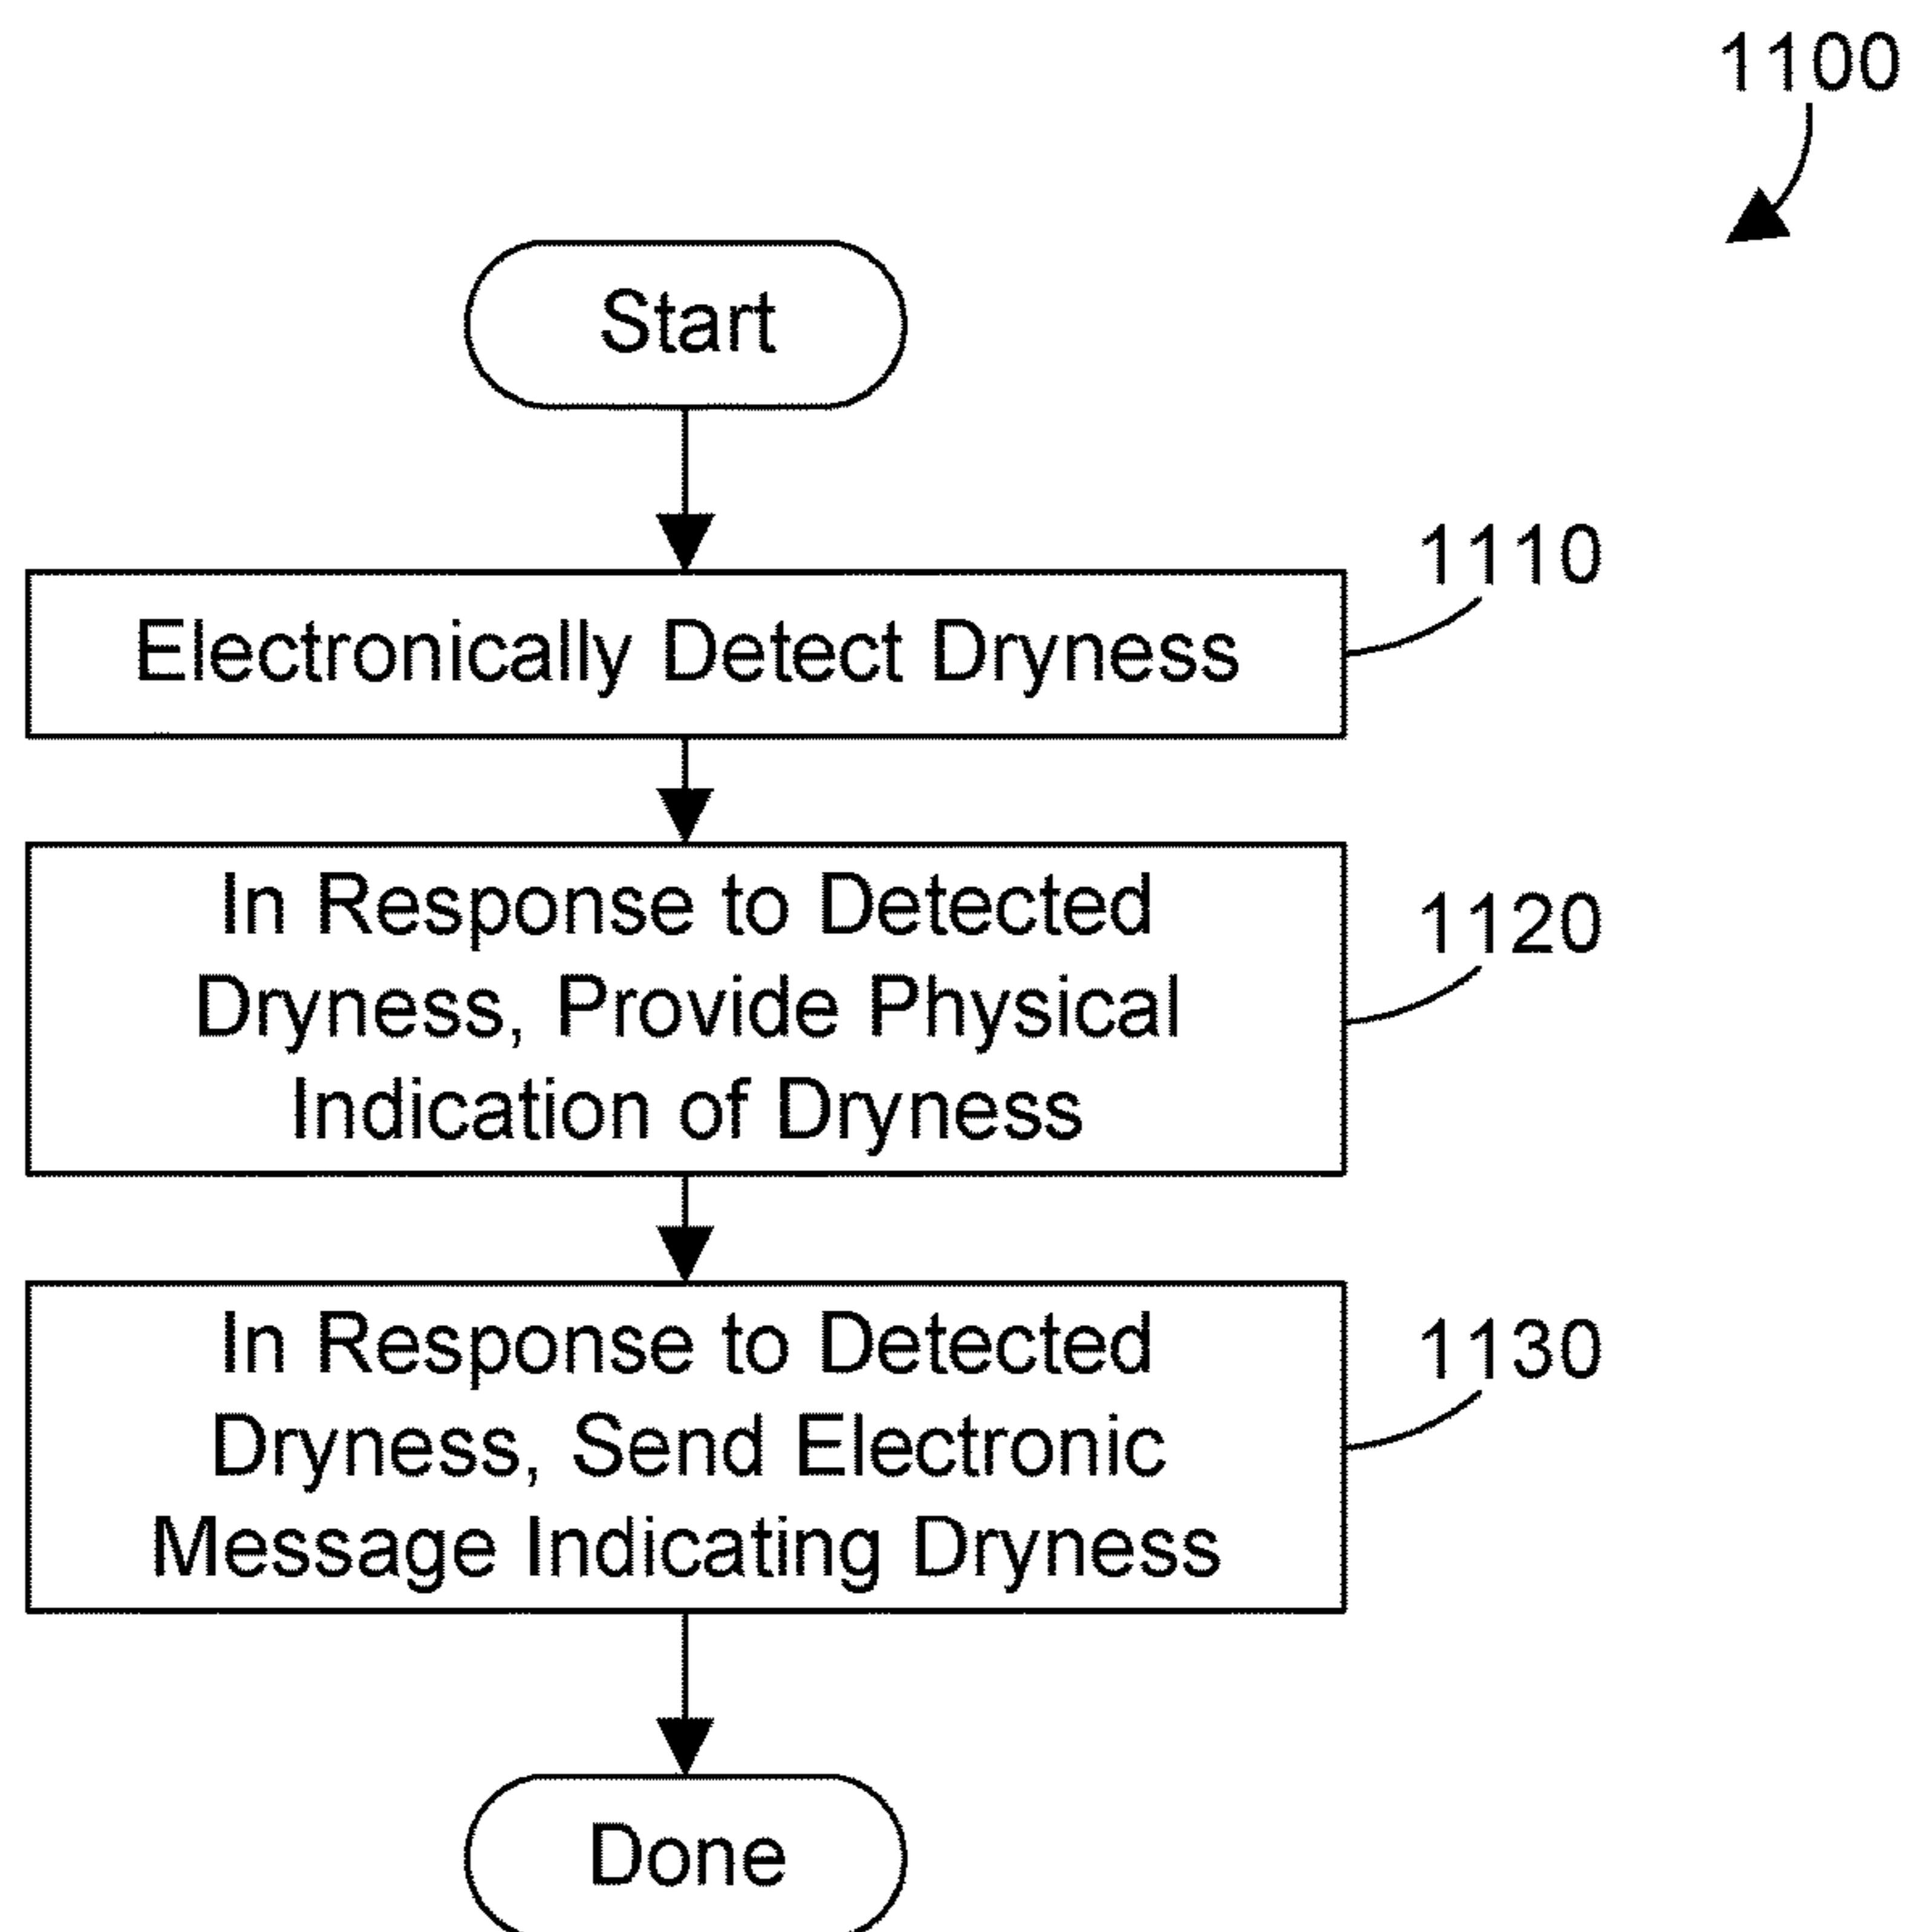 1100
Start
1110
Electronically Detect Dryness
In Response to Detected
1120
Dryness, Provide Physical
Indication of Dryness
In Response to Detected
1130
Dryness, Send Electronic
Message Indicating Dryness
Done